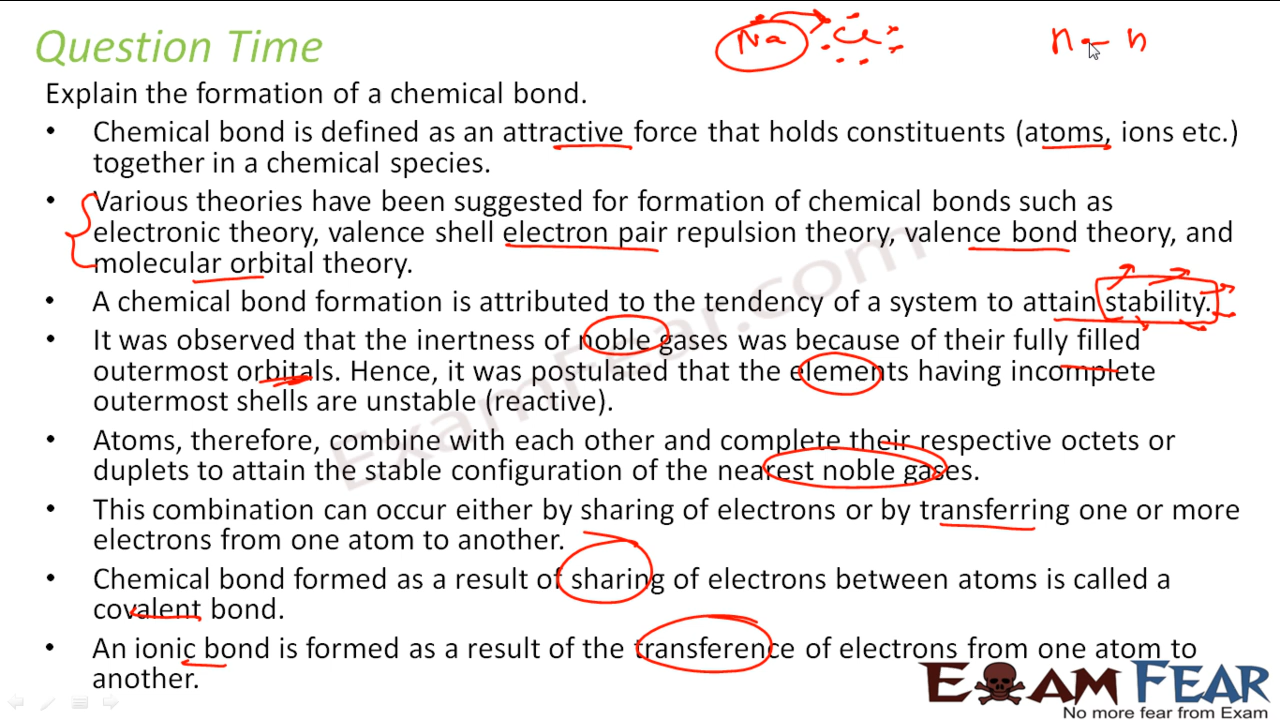 Question Time
Na Cl
h h
Explain the formation of a chemical bond.
• Chemical bond is defined as an attractive force that holds constituents (atoms, ions etc.)
together in a chemical species.
• Various theories have been suggested for formation of chemical bonds such as
electronic theory, valence shell electron pair repulsion theory, valence bond theory, and
molecular orbital theory.
• A chemical bond formation is attributed to the tendency of a system to attain stability.
• It was observed that the inertness of noble gases was because of their fully filled
outermost orbitals. Hence, it was postulated that the elements having incomplete
outermost shells are unstable (reactive).
• Atoms, therefore, combine with each other and complete their respective octets or
duplets to attain the stable configuration of the nearest noble gases.
• This combination can occur either by sharing of electrons or by transferring one or more
electrons from one atom to another.
• Chemical bond formed as a result of sharing of electrons between atoms is called a
covalent bond.
• An ionic bond is formed as a result of the transference of electrons from one atom to
another.
ExamFear.com
EXAM FEAR
No more fear from Exam